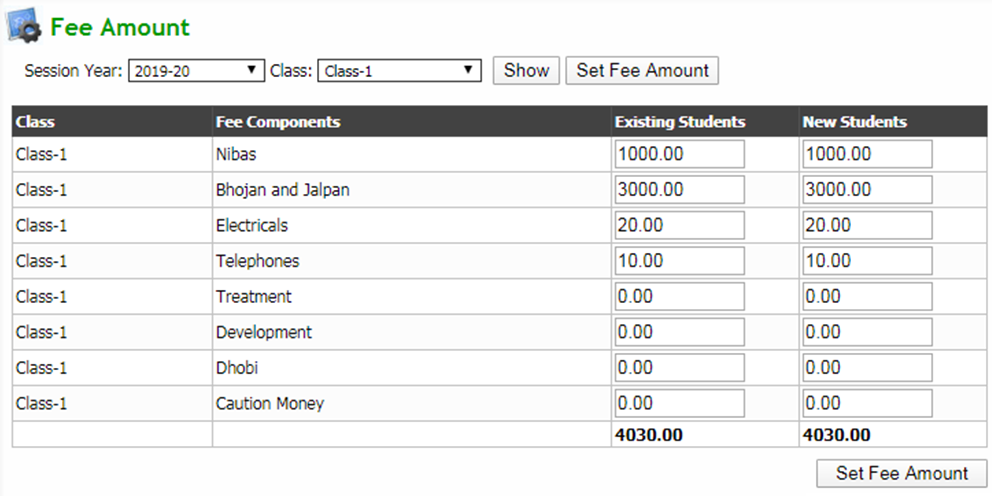 Fee Amount
Session Year: 2019-20 Class: Class-1 Show Set Fee Amount
Class Fee Components Existing Students New Students
Class-1 Nibas 1000.00 1000.00
Class-1 Bhojan and Jalpan 3000.00 3000.00
Class-1 Electricals 20.00 20.00
Class-1 Telephones 10.00 10.00
Class-1 Treatment 0.00 0.00
Class-1 Development 0.00 0.00
Class-1 Dhobi 0.00 0.00
Class-1 Caution Money 0.00 0.00
4030.00 4030.00
Set Fee Amount